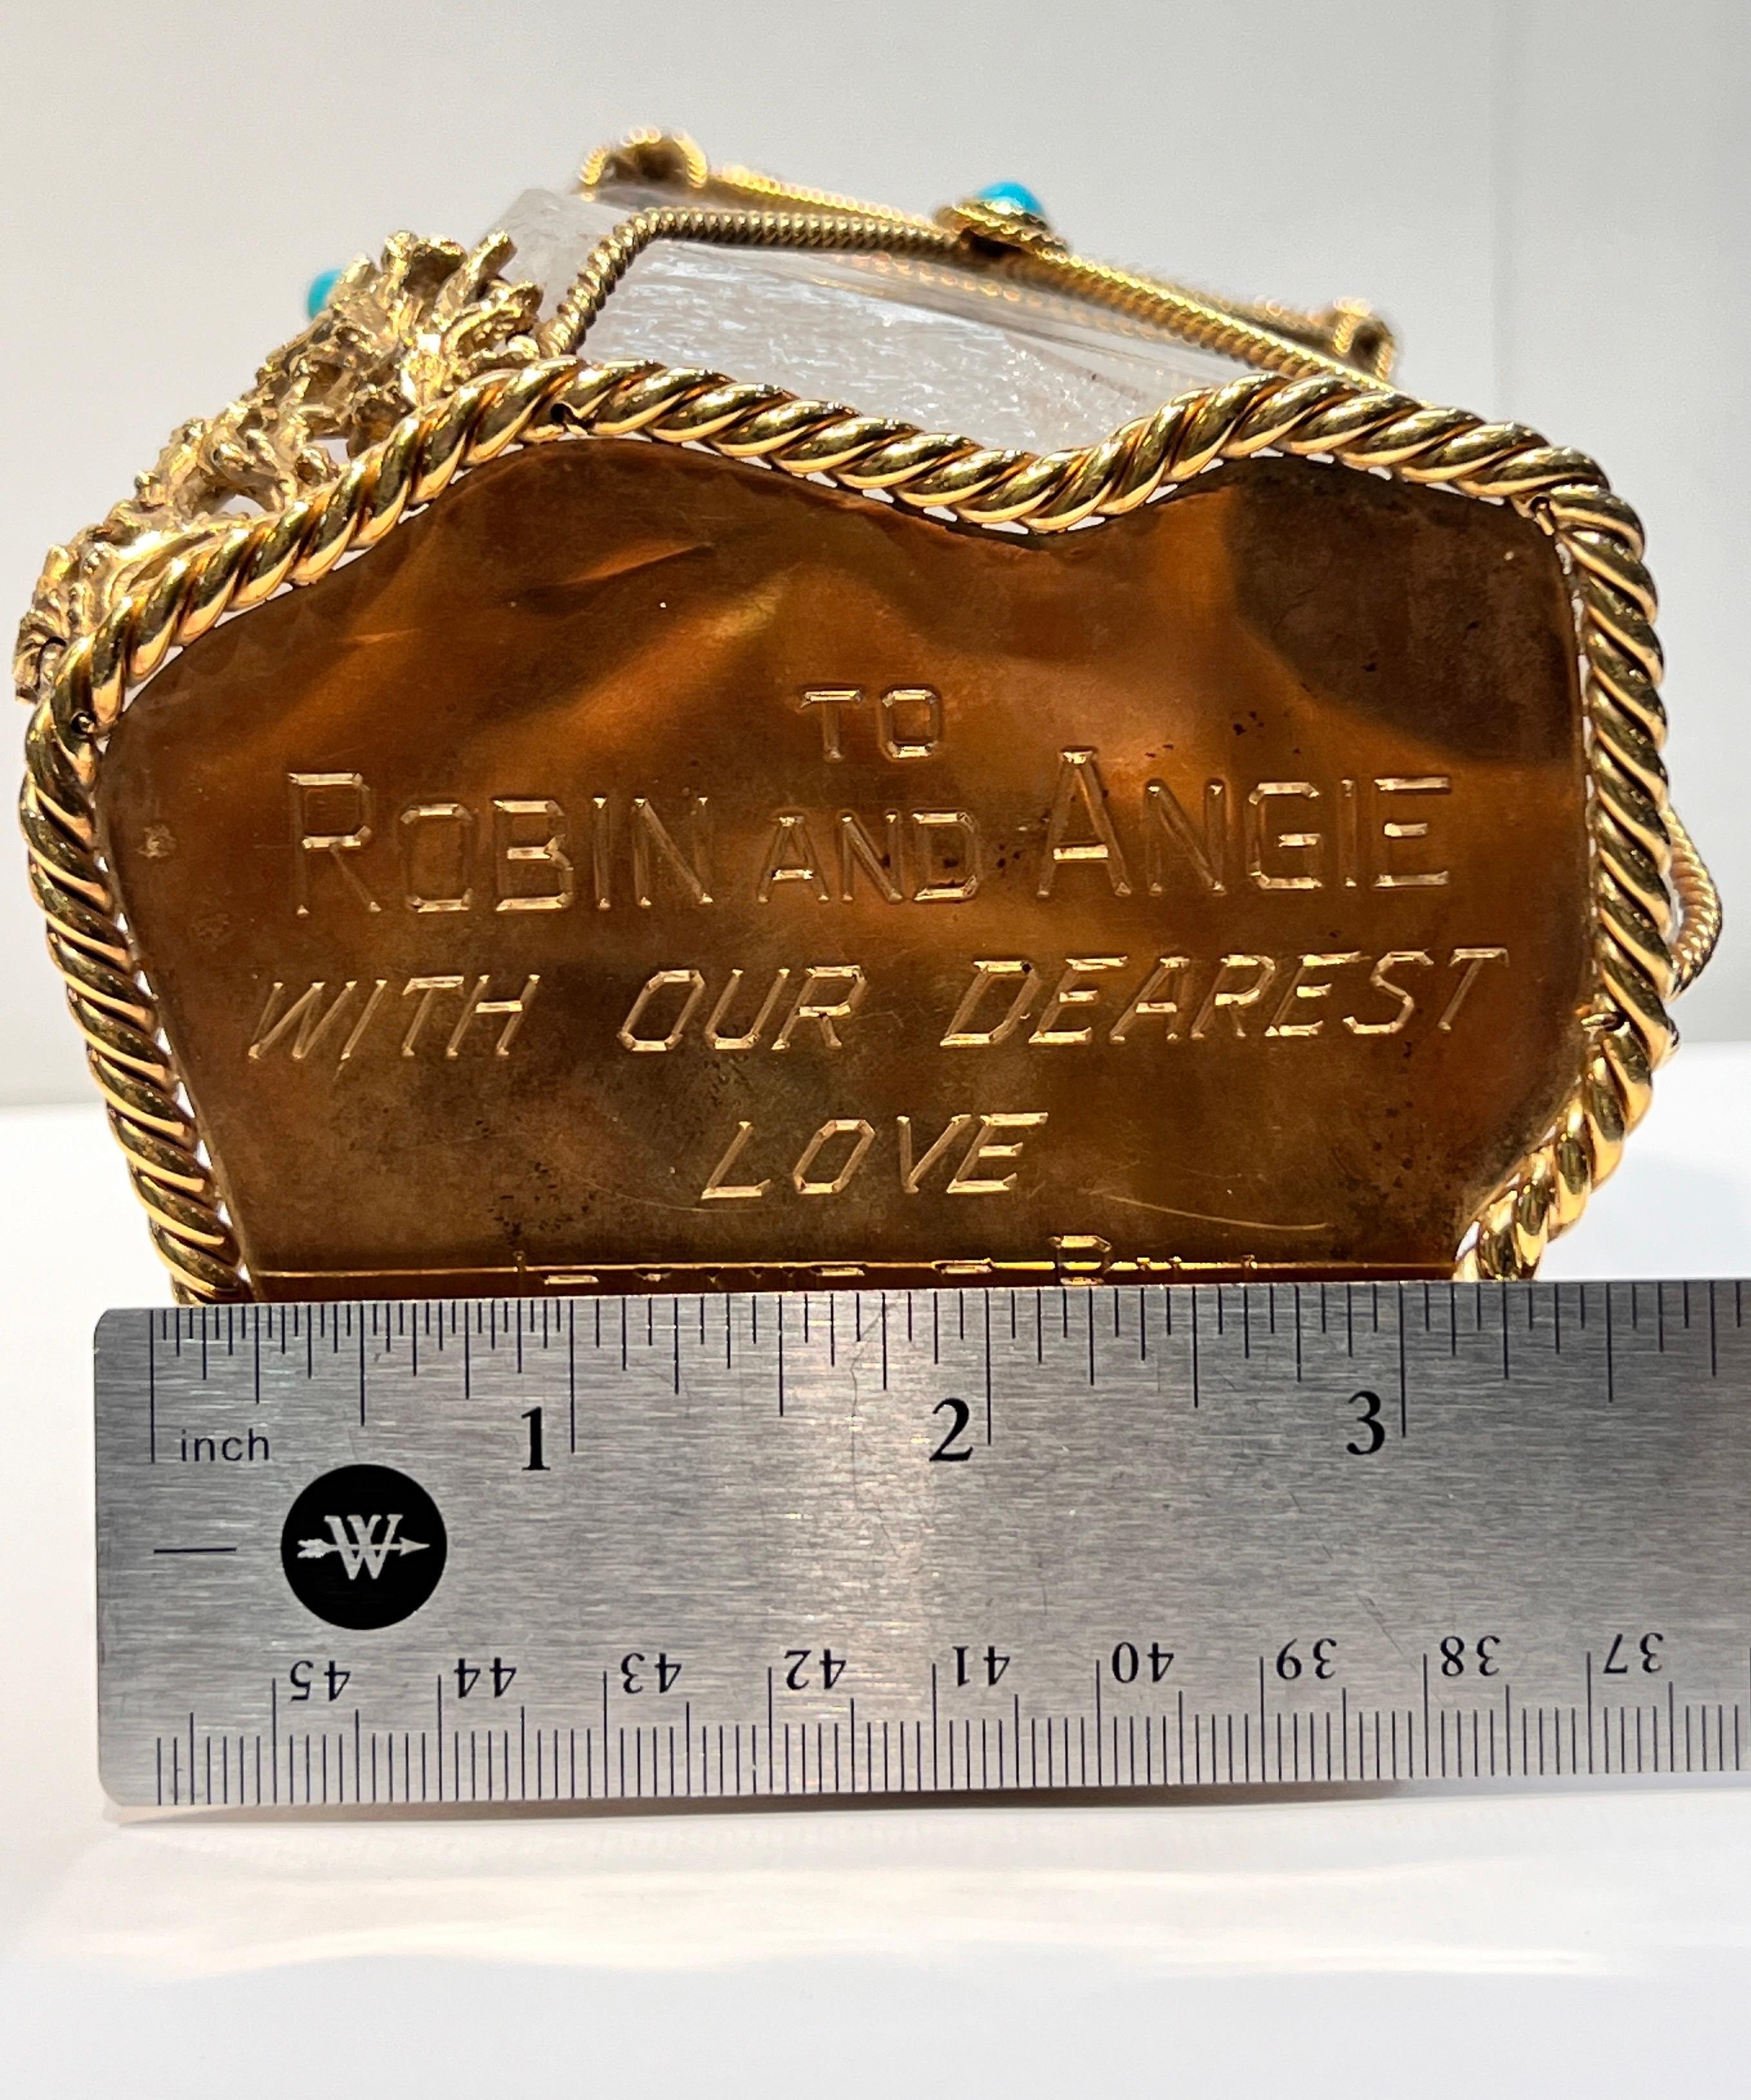 TO
ROBIN AND ANGIE
WITH OUR DEAREST
LOVE
1 2 3
inch
W
45 44 43 42 41 40 39 38 37